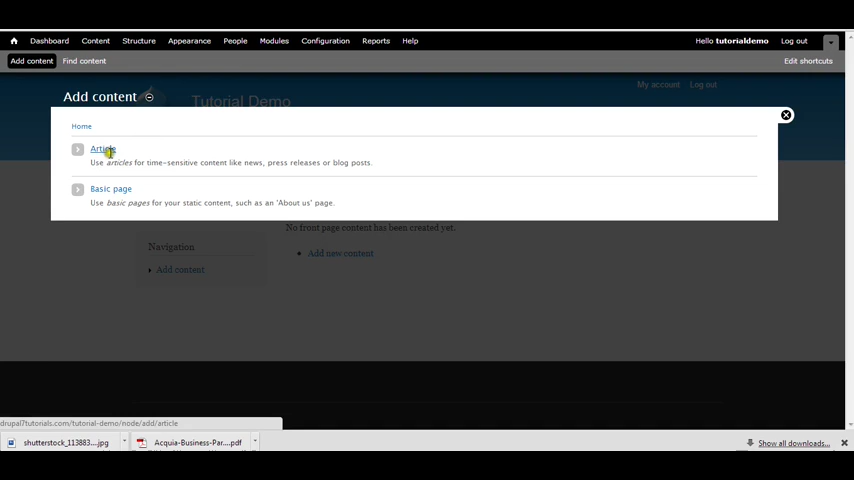 Dashboard Content Structure Appearance People Modules Configuration Reports Help Hello tutorialdemo Log out
Add content Find content Edit shortcuts
My account Log out
Add content
Tutorial Demo
Home
Article
Use articles for time-sensitive content like news, press releases or blog posts.
Basic page
Use basic pages for your static content, such as an 'About us' page.
No front page content has been created yet.
Navigation
Add new content
Add content
drupal7tutorials.com/tutorial-demo/node/add/article
shutterstock_113883....jpg Acquia-Business-Par....pdf Show all downloads...